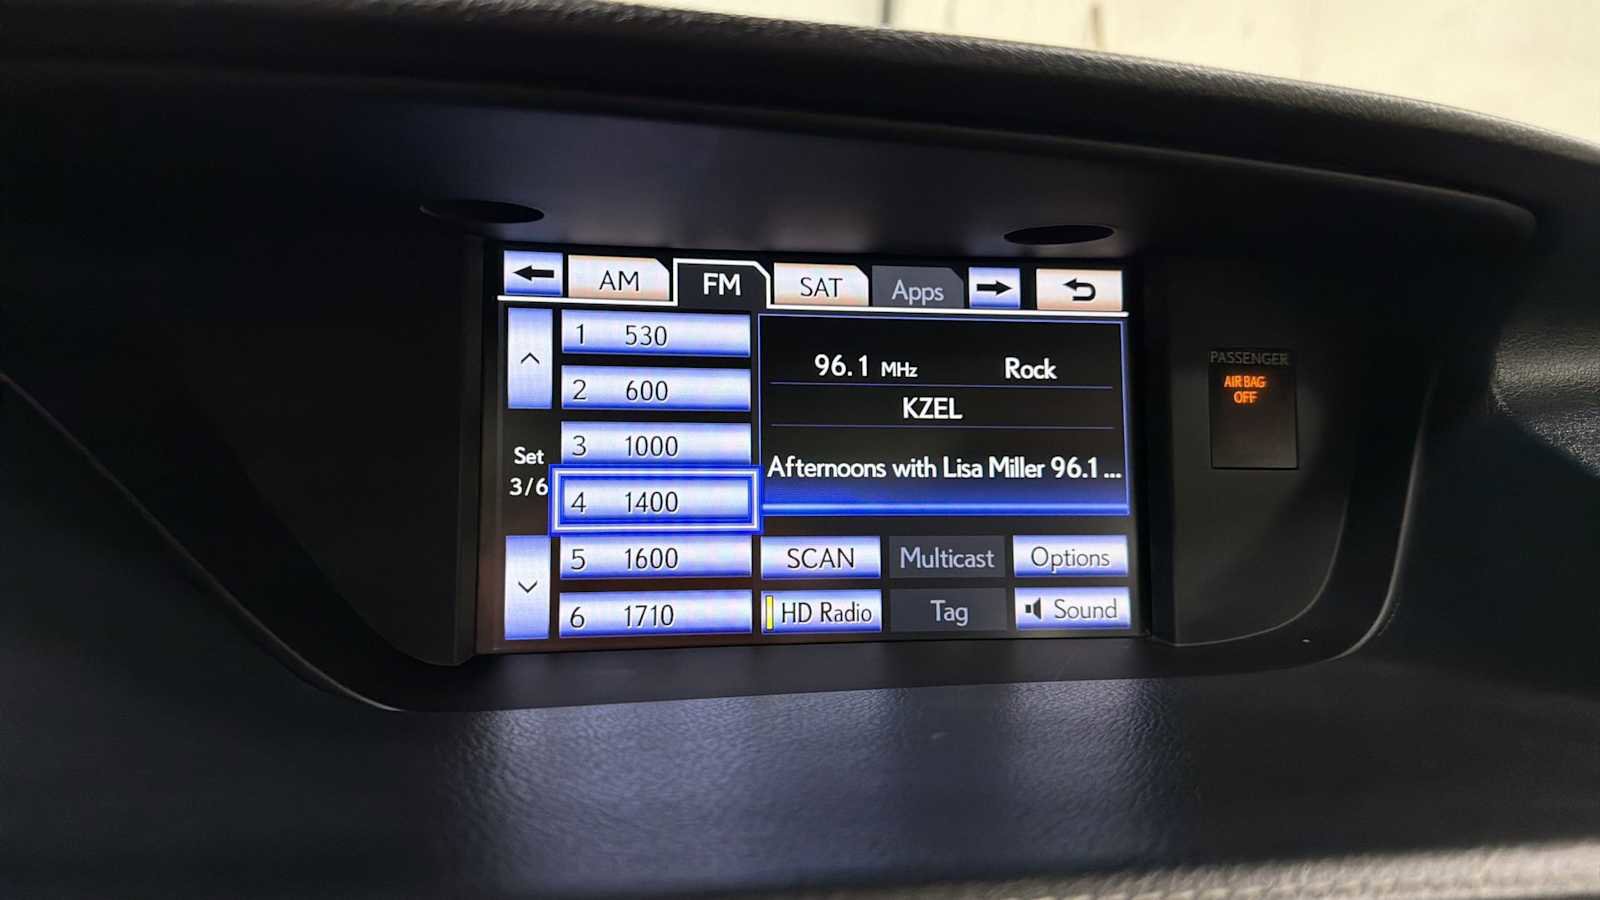 AM FM SAT Apps
1 530
2 600
3 1000
4 1400
5 1600
6 1710
Set
3/6
96.1 MHz Rock
KZEL
Afternoons with Lisa Miller 96.1...
SCAN Multicast Options
HD Radio Tag Sound
PASSENGER
AIR BAG
OFF